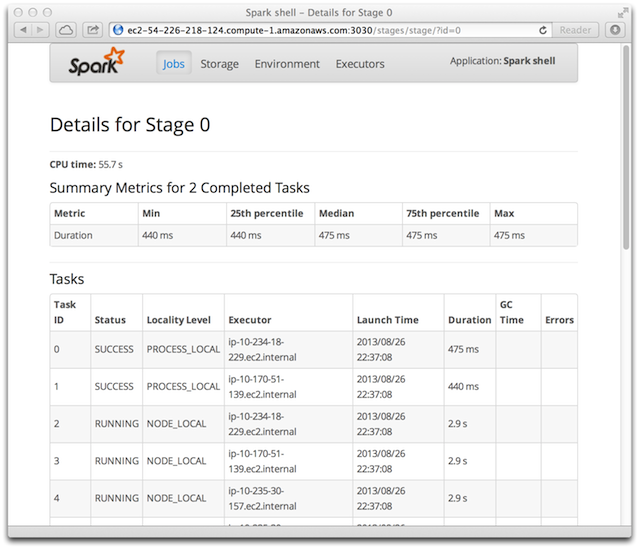 Spark shell – Details for Stage 0
ec2-54-226-218-124.compute-1.amazonaws.com:3030/stages/stage/?id=0
Reader
Spark
Jobs Storage Environment Executors
Application: Spark shell
Details for Stage 0
CPU time: 55.7 s
Summary Metrics for 2 Completed Tasks
Metric Min 25th percentile Median 75th percentile Max
Duration 440 ms 440 ms 475 ms 475 ms 475 ms
Tasks
Task ID Status Locality Level Executor Launch Time Duration GC Time Errors
0 SUCCESS PROCESS_LOCAL ip-10-234-18-229.ec2.internal 2013/08/26 22:37:08 475 ms
1 SUCCESS PROCESS_LOCAL ip-10-170-51-139.ec2.internal 2013/08/26 22:37:08 440 ms
2 RUNNING NODE_LOCAL ip-10-234-18-229.ec2.internal 2013/08/26 22:37:08 2.9 s
3 RUNNING NODE_LOCAL ip-10-170-51-139.ec2.internal 2013/08/26 22:37:08 2.9 s
4 RUNNING NODE_LOCAL ip-10-235-30-157.ec2.internal 2013/08/26 22:37:08 2.9 s